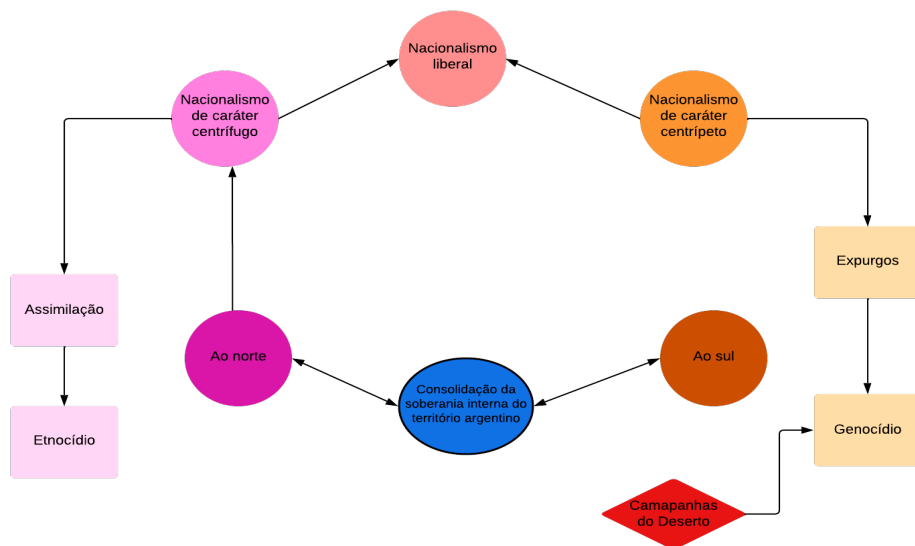 Nacionalismo
liberal
Nacionalismo
de caráter
centrífugo
Nacionalismo
de caráter
centrípeto
Expurgos
Assimilação
Ao norte
Ao sul
Consolidação da
soberania interna do
território argentino
Etnocídio
Genocídio
Camapanhas
do Deserto